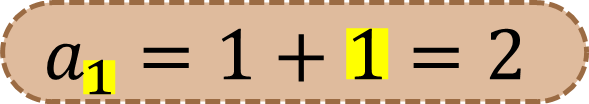 a₁ = 1 + 1 = 2